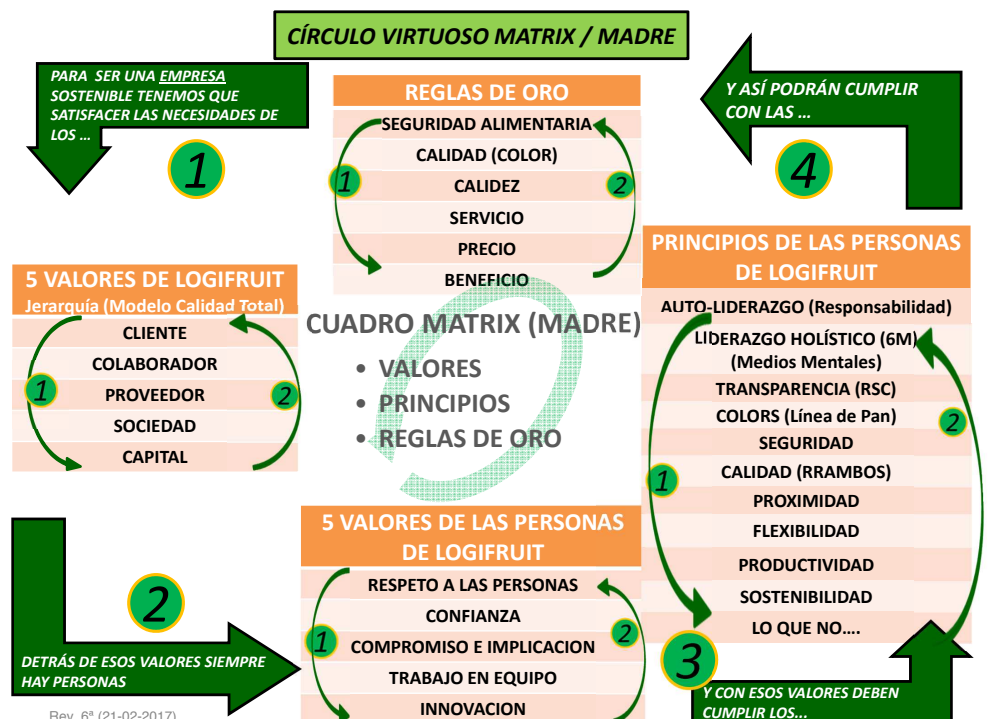 CÍRCULO VIRTUOSO MATRIX / MADRE
PARA SER UNA EMPRESA
SOSTENIBLE TENEMOS QUE
SATISFACER LAS NECESIDADES DE
LOS ...
1
REGLAS DE ORO
SEGURIDAD ALIMENTARIA
CALIDAD (COLOR)
CALIDEZ
SERVICIO
PRECIO
BENEFICIO
1
2
Y ASÍ PODRÁN CUMPLIR
CON LAS ...
4
5 VALORES DE LOGIFRUIT
Jerarquía (Modelo Calidad Total)
CLIENTE
COLABORADOR
PROVEEDOR
SOCIEDAD
CAPITAL
1
2
CUADRO MATRIX (MADRE)
• VALORES
• PRINCIPIOS
• REGLAS DE ORO
PRINCIPIOS DE LAS PERSONAS
DE LOGIFRUIT
AUTO-LIDERAZGO (Responsabilidad)
LIDERAZGO HOLÍSTICO (6M)
(Medios Mentales)
TRANSPARENCIA (RSC)
COLORS (Línea de Pan)
SEGURIDAD
CALIDAD (RRAMBOS)
PROXIMIDAD
FLEXIBILIDAD
PRODUCTIVIDAD
SOSTENIBILIDAD
LO QUE NO....
1
2
5 VALORES DE LAS PERSONAS
DE LOGIFRUIT
RESPETO A LAS PERSONAS
CONFIANZA
COMPROMISO E IMPLICACION
TRABAJO EN EQUIPO
INNOVACION
1
2
2
DETRÁS DE ESOS VALORES SIEMPRE
HAY PERSONAS
3
Y CON ESOS VALORES DEBEN
CUMPLIR LOS...
Rev. 6ª (21-02-2017)